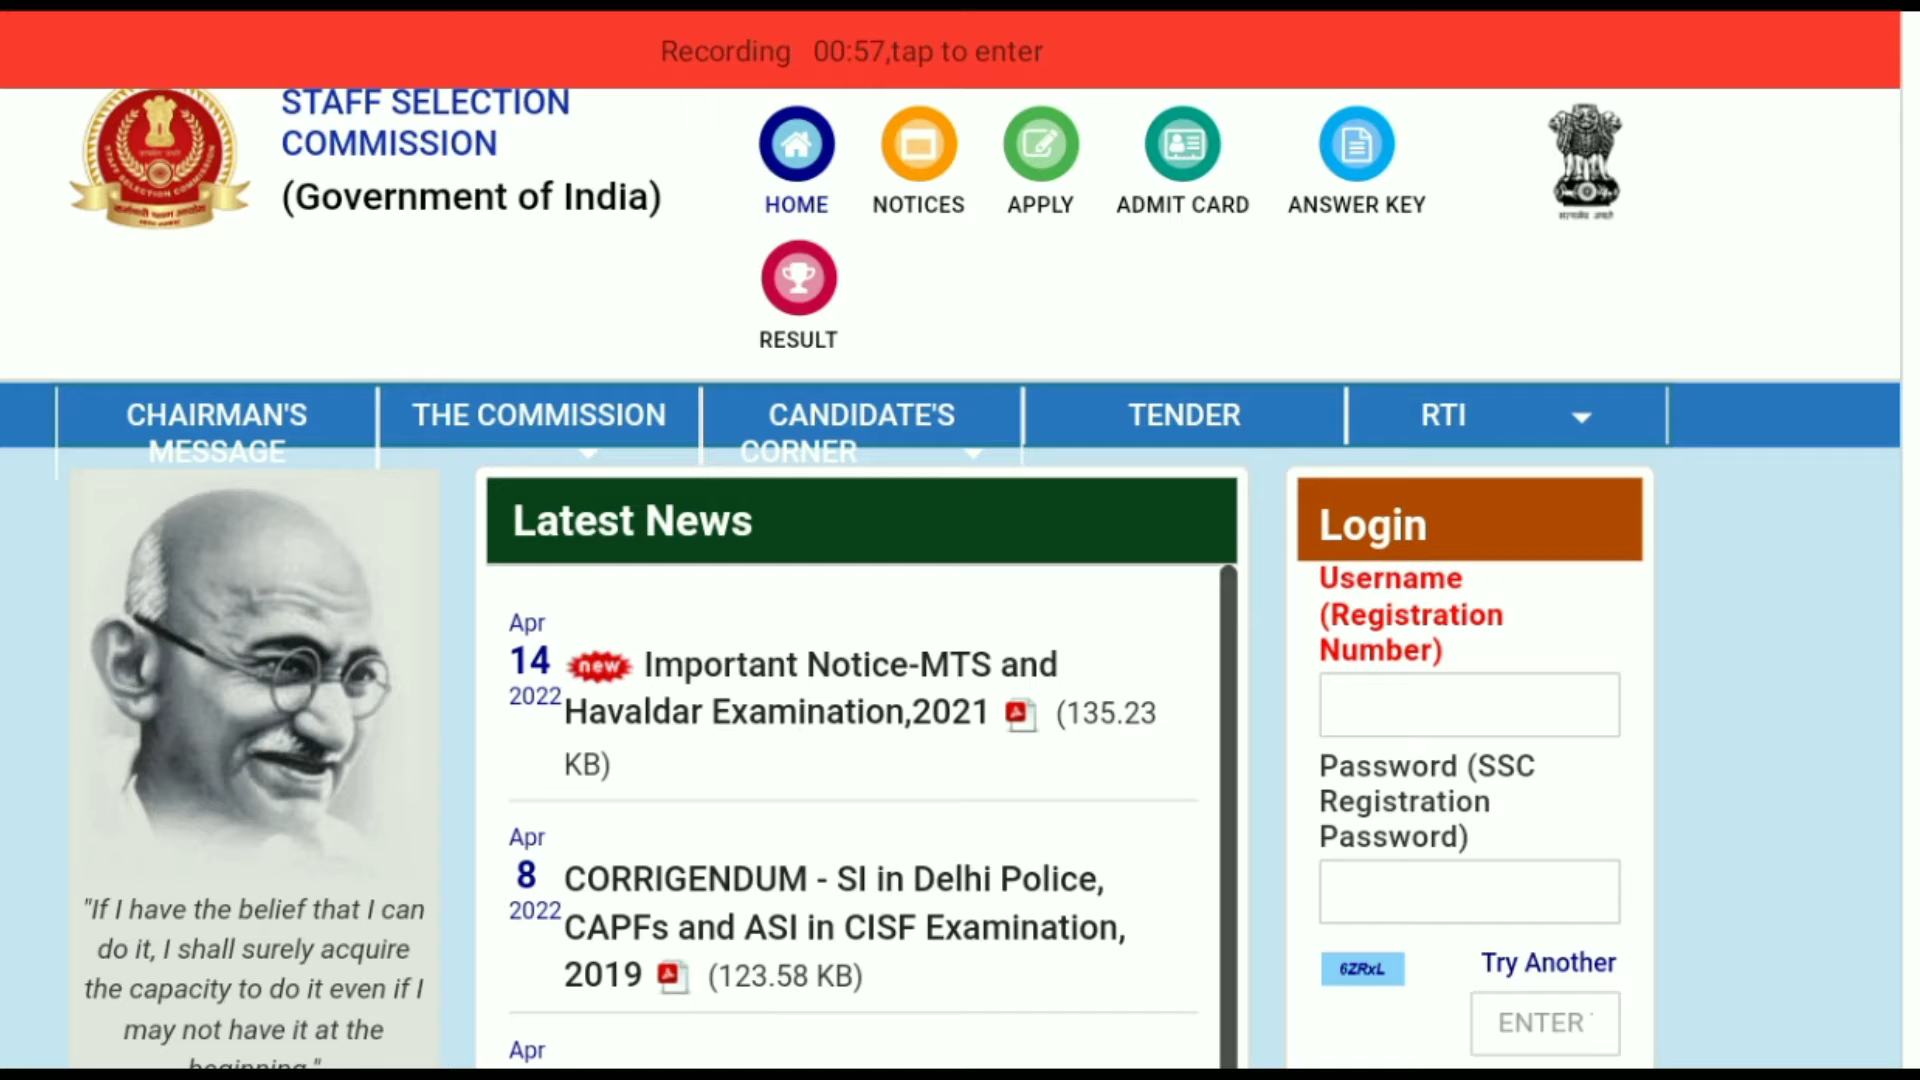 Recording 00:57,tap to enter
STAFF SELECTION
COMMISSION
(Government of India)
HOME
NOTICES
APPLY
ADMIT CARD
ANSWER KEY
RESULT
CHAIRMAN'S
MESSAGE
THE COMMISSION
CANDIDATE'S
CORNER
TENDER
RTI
"If I have the belief that I can
do it, I shall surely acquire
the capacity to do it even if I
may not have it at the
beginning."
Latest News
Apr
14
2022
new Important Notice-MTS and
Havaldar Examination,2021 (135.23
KB)
Apr
8
2022
CORRIGENDUM - SI in Delhi Police,
CAPFs and ASI in CISF Examination,
2019 (123.58 KB)
Apr
Login
Username
(Registration
Number)
Password (SSC
Registration
Password)
6ZRxL
Try Another
ENTER